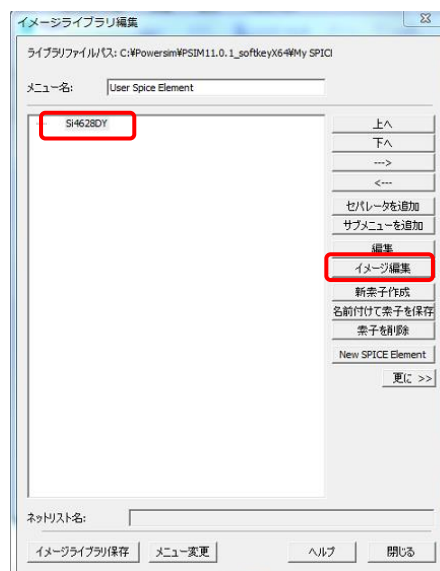 イメージライブラリ編集
ライブラリファイルパス: C:¥Powersim¥PSIM11.0.1_softkeyX64¥My SPICI
メニュー名: User Spice Element
Si4628DY
上へ
下へ
--->
<---
セパレータを追加
サブメニューを追加
編集
イメージ編集
新素子作成
名前付けて素子を保存
素子を削除
New SPICE Element
更に >>
ネットリスト名:
イメージライブラリ保存 メニュー変更 ヘルプ 閉じる